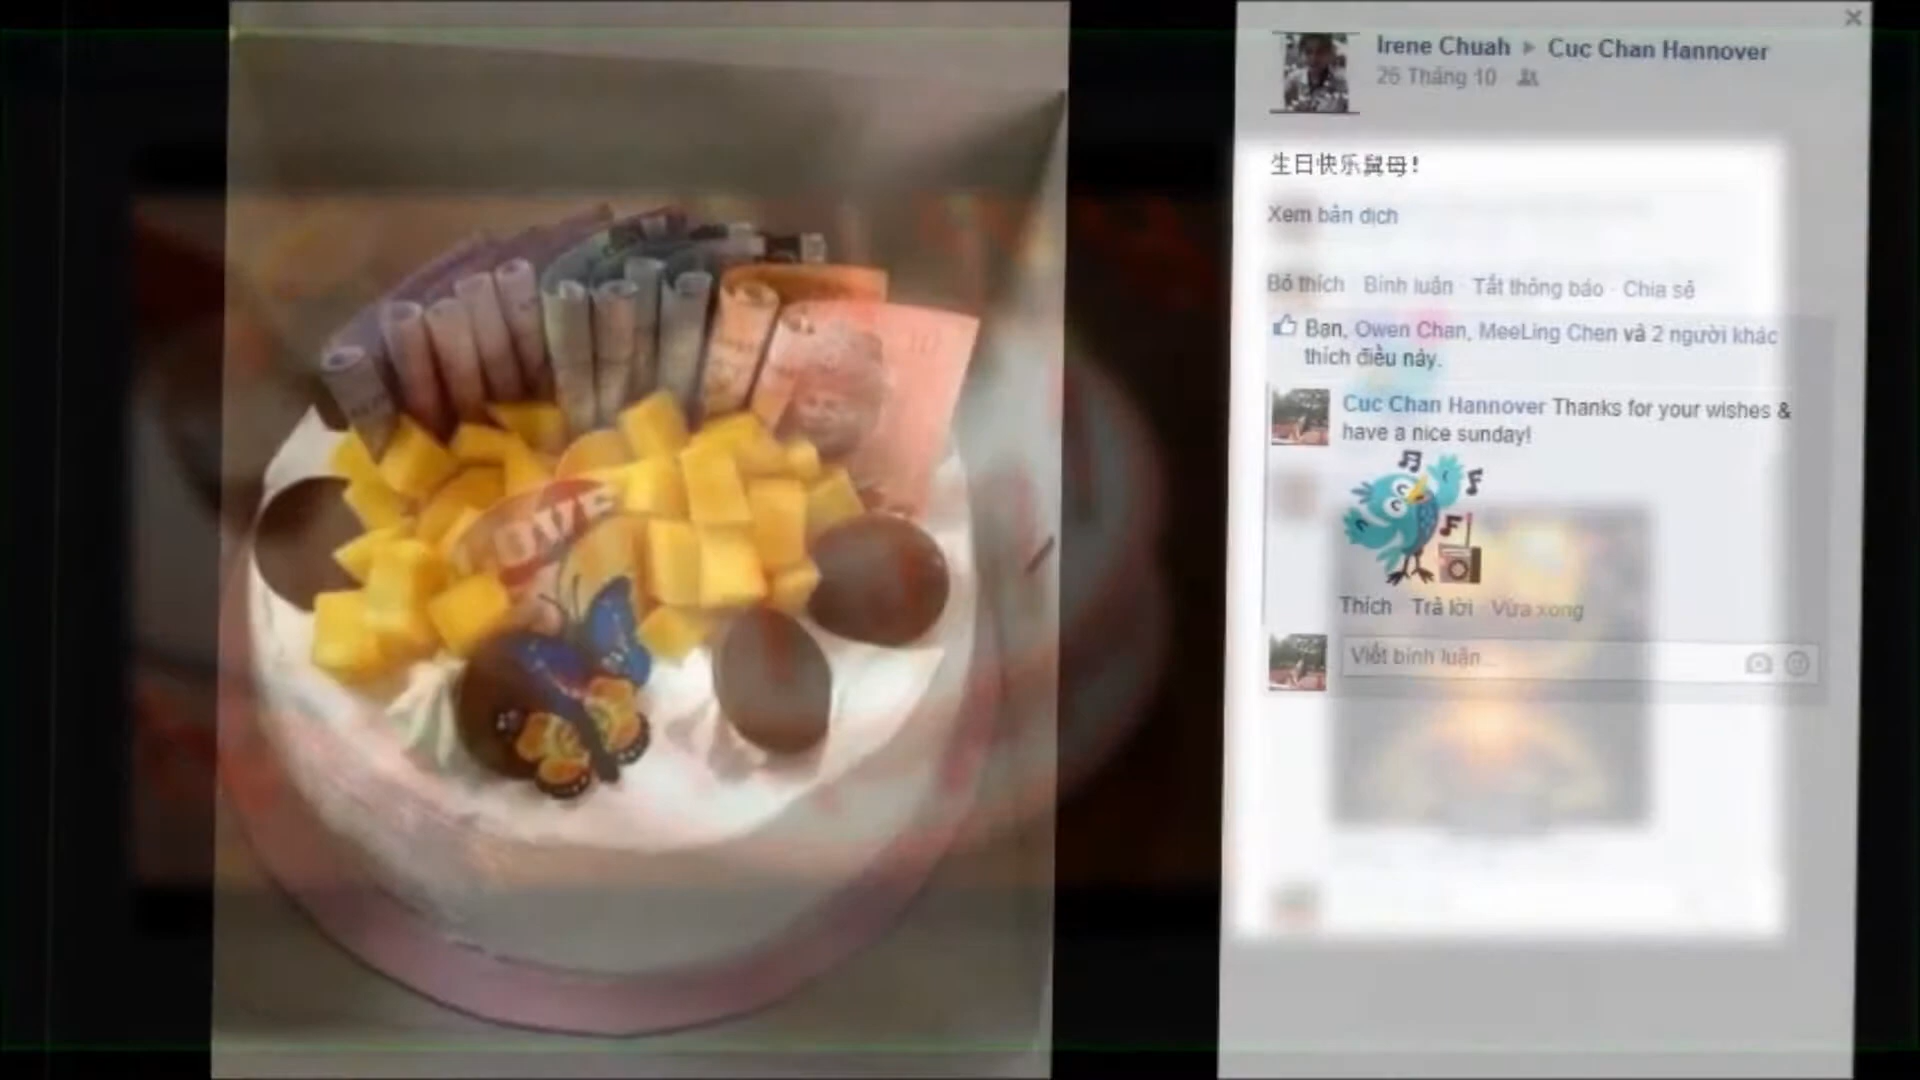 Irene Chuah ▶ Cuc Chan Hannover
26 Tháng 10
生日快乐舅母!
Xem bản dịch
Bỏ thích · Bình luận · Tắt thông báo · Chia sẻ
Bạn, Owen Chan, MeeLing Chen và 2 người khác
thích điều này.
Cuc Chan Hannover Thanks for your wishes &
have a nice sunday!
Thích · Trả lời · Vừa xong
Viết bình luận...
LOVE
10